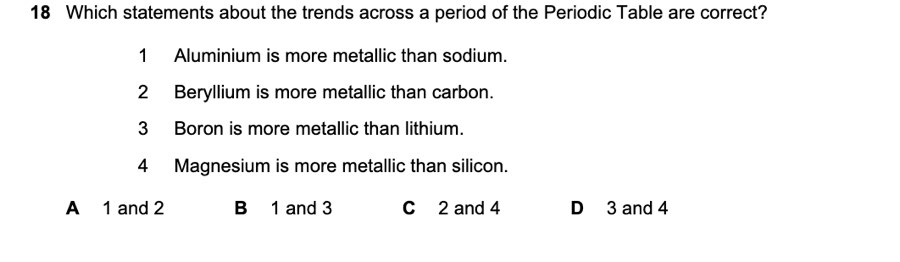 18 Which statements about the trends across a period of the Periodic Table are correct?
1 Aluminium is more metallic than sodium.
2 Beryllium is more metallic than carbon.
3 Boron is more metallic than lithium.
4 Magnesium is more metallic than silicon.
A 1 and 2 B 1 and 3 C 2 and 4 D 3 and 4